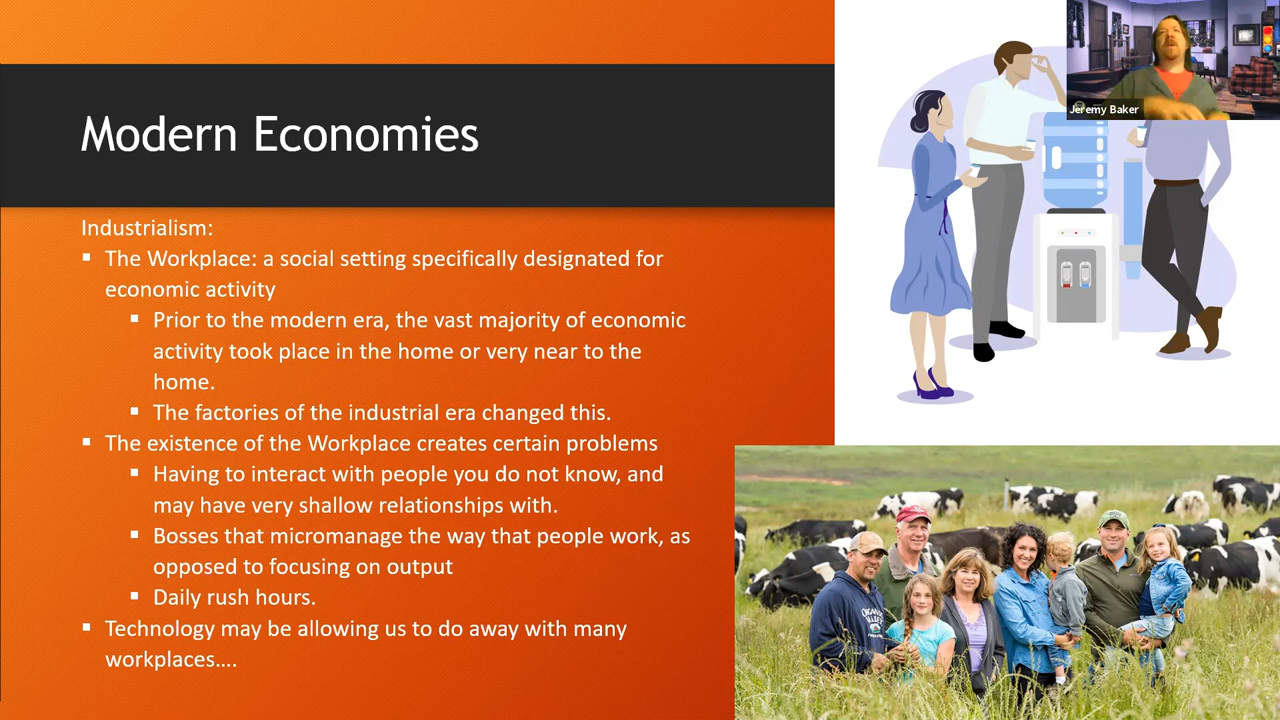 Modern Economies
Industrialism:
▪ The Workplace: a social setting specifically designated for
economic activity
▪ Prior to the modern era, the vast majority of economic
activity took place in the home or very near to the
home.
▪ The factories of the industrial era changed this.
▪ The existence of the Workplace creates certain problems
▪ Having to interact with people you do not know, and
may have very shallow relationships with.
▪ Bosses that micromanage the way that people work, as
opposed to focusing on output
▪ Daily rush hours.
▪ Technology may be allowing us to do away with many
workplaces....
Jeremy Baker